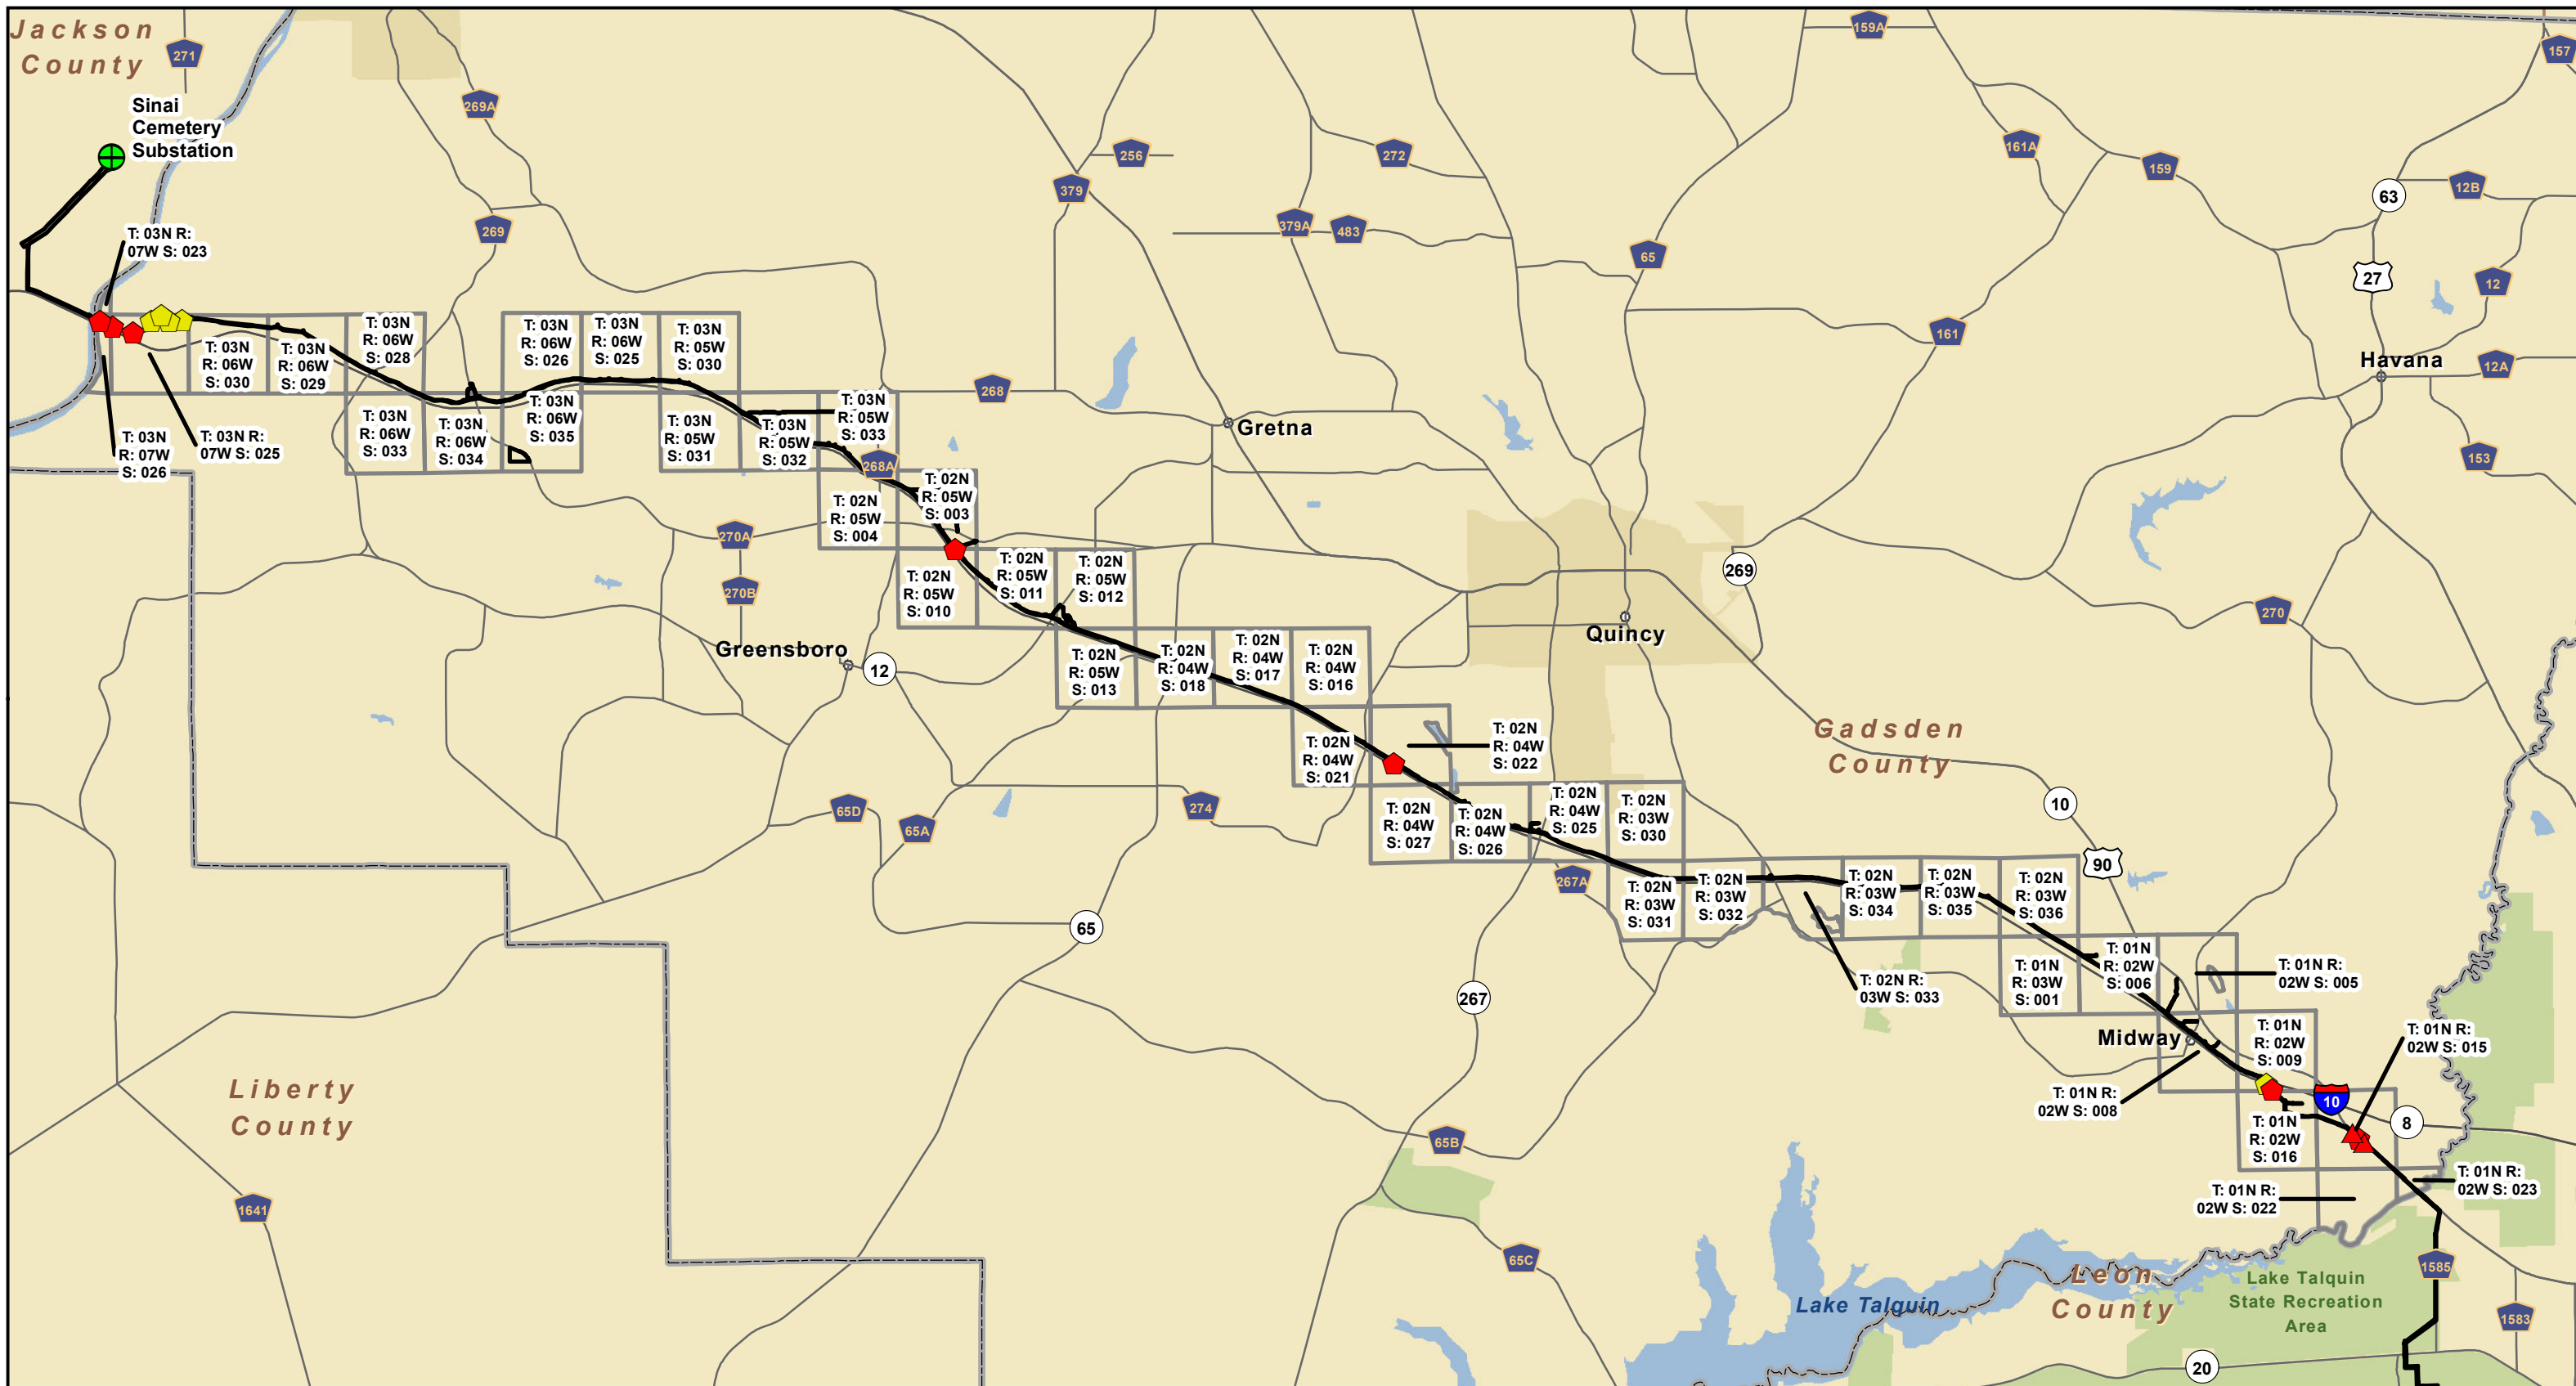 Jackson
County
271
Sinai
Cemetery
Substation
269A
269
379
256
272
379A
483
65
159A
161A
159
157
63
12B
27
12
161
Havana
12A
153
T: 03N R:
07W S: 023
T: 03N
R: 06W
S: 030
T: 03N
R: 06W
S: 029
T: 03N
R: 06W
S: 028
T: 03N
R: 06W
S: 026
T: 03N
R: 06W
S: 025
T: 03N
R: 05W
S: 030
T: 03N
R: 07W
S: 026
T: 03N R:
07W S: 025
T: 03N
R: 06W
S: 033
T: 03N
R: 06W
S: 034
T: 03N
R: 06W
S: 035
T: 03N
R: 05W
S: 031
T: 03N
R: 05W
S: 032
T: 03N
R: 05W
S: 033
268
Gretna
268A
T: 02N
R: 05W
S: 004
T: 02N
R: 05W
S: 003
270A
270B
T: 02N
R: 05W
S: 010
T: 02N
R: 05W
S: 011
T: 02N
R: 05W
S: 012
Greensboro
12
T: 02N
R: 05W
S: 013
T: 02N
R: 04W
S: 018
T: 02N
R: 04W
S: 017
T: 02N
R: 04W
S: 016
Quincy
269
270
T: 02N
R: 04W
S: 021
T: 02N
R: 04W
S: 022
Gadsden
County
65D
65A
274
10
90
T: 02N
R: 04W
S: 027
T: 02N
R: 04W
S: 026
T: 02N
R: 04W
S: 025
T: 02N
R: 03W
S: 030
267A
65
267
T: 02N
R: 03W
S: 031
T: 02N
R: 03W
S: 032
T: 02N
R: 03W
S: 034
T: 02N
R: 03W
S: 035
T: 02N
R: 03W
S: 036
T: 02N R:
03W S: 033
T: 01N
R: 03W
S: 001
T: 01N
R: 02W
S: 006
T: 01N R:
02W S: 005
Midway
T: 01N
R: 02W
S: 009
T: 01N R:
02W S: 015
T: 01N R:
02W S: 008
10
8
T: 01N
R: 02W
S: 016
T: 01N R:
02W S: 023
T: 01N R:
02W S: 022
Liberty
County
1641
65B
65C
Lake Talquin
Leon
County
Lake Talquin
State Recreation
Area
1585
1583
20